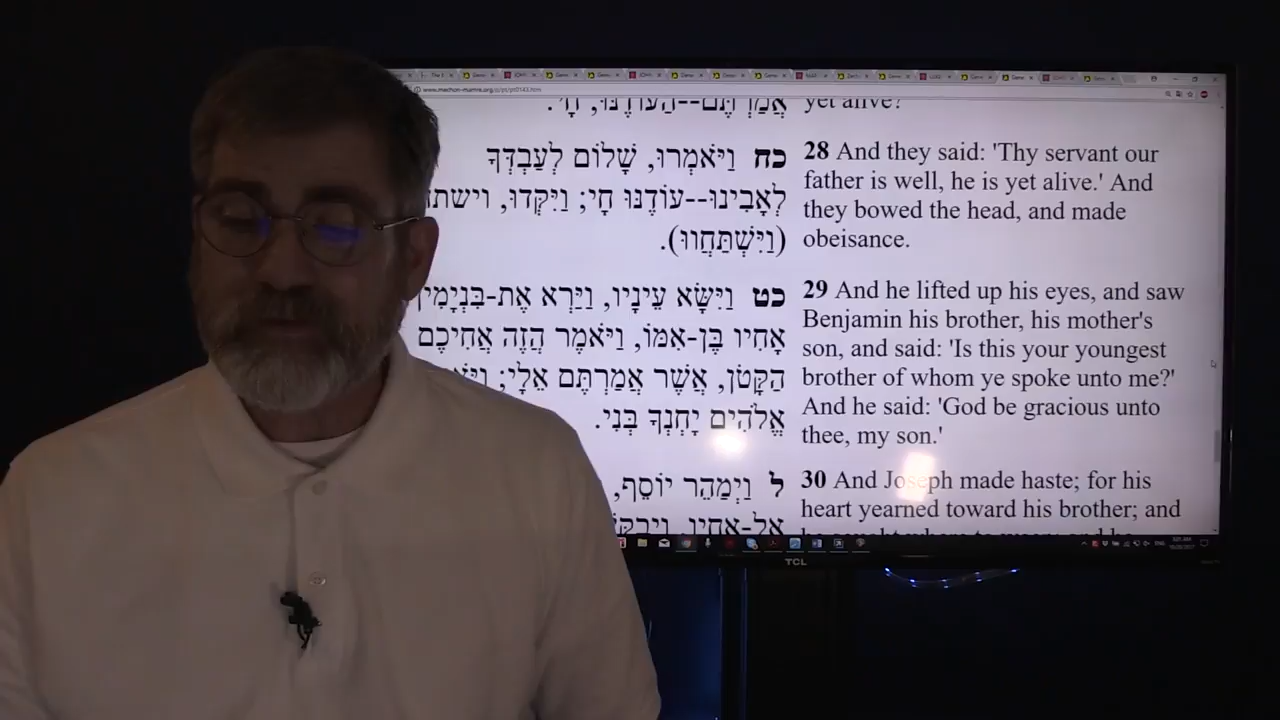 www.mechon-mamre.org
yet alive?'
כח וַיֹּאמְרוּ, שָׁלוֹם לְעַבְדְּךָ
לְאָבִינוּ--עוֹדֶנּוּ חָי; וַיִּקְּדוּ,
(וַיִּשְׁתַּחֲווּ).
28 And they said: 'Thy servant our
father is well, he is yet alive.' And
they bowed the head, and made
obeisance.
כט וַיִּשָּׂא עֵינָיו, וַיַּרְא אֶת-בִּנְיָמִין
אָחִיו בֶּן-אִמּוֹ, וַיֹּאמֶר הֲזֶה אֲחִיכֶם
הַקָּטֹן, אֲשֶׁר אֲמַרְתֶּם אֵלָי;
אֱלֹהִים יָחְנְךָ בְּנִי.
29 And he lifted up his eyes, and saw
Benjamin his brother, his mother's
son, and said: 'Is this your youngest
brother of whom ye spoke unto me?'
And he said: 'God be gracious unto
thee, my son.'
ל וַיְמַהֵר יוֹסֵף,
30 And Joseph made haste; for his
heart yearned toward his brother; and
TCL